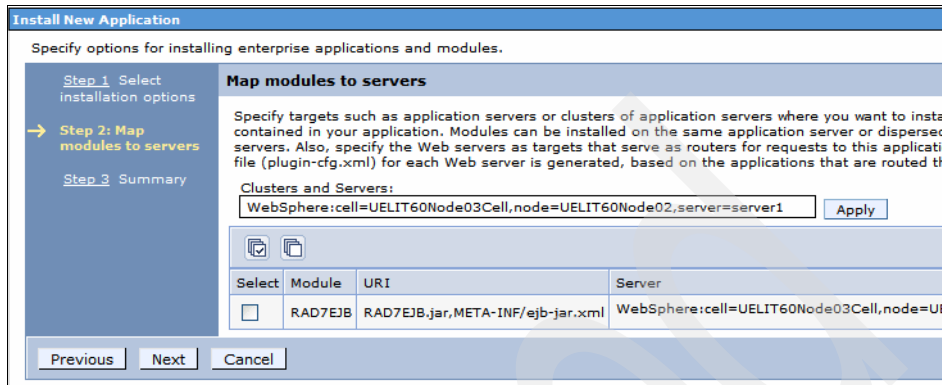 Install New Application
Specify options for installing enterprise applications and modules.
Step 1 Select
installation options
Step 2: Map
modules to servers
Step 3 Summary
Map modules to servers
Specify targets such as application servers or clusters of application servers where you want to insta
contained in your application. Modules can be installed on the same application server or dispersed
servers. Also, specify the Web servers as targets that serve as routers for requests to this applicati
file (plugin-cfg.xml) for each Web server is generated, based on the applications that are routed th
Clusters and Servers:
WebSphere:cell=UELIT60Node03Cell,node=UELIT60Node02,server=server1 Apply
Select Module URI Server
RAD7EJB RAD7EJB.jar,META-INF/ejb-jar.xml WebSphere:cell=UELIT60Node03Cell,node=UE
Previous Next Cancel